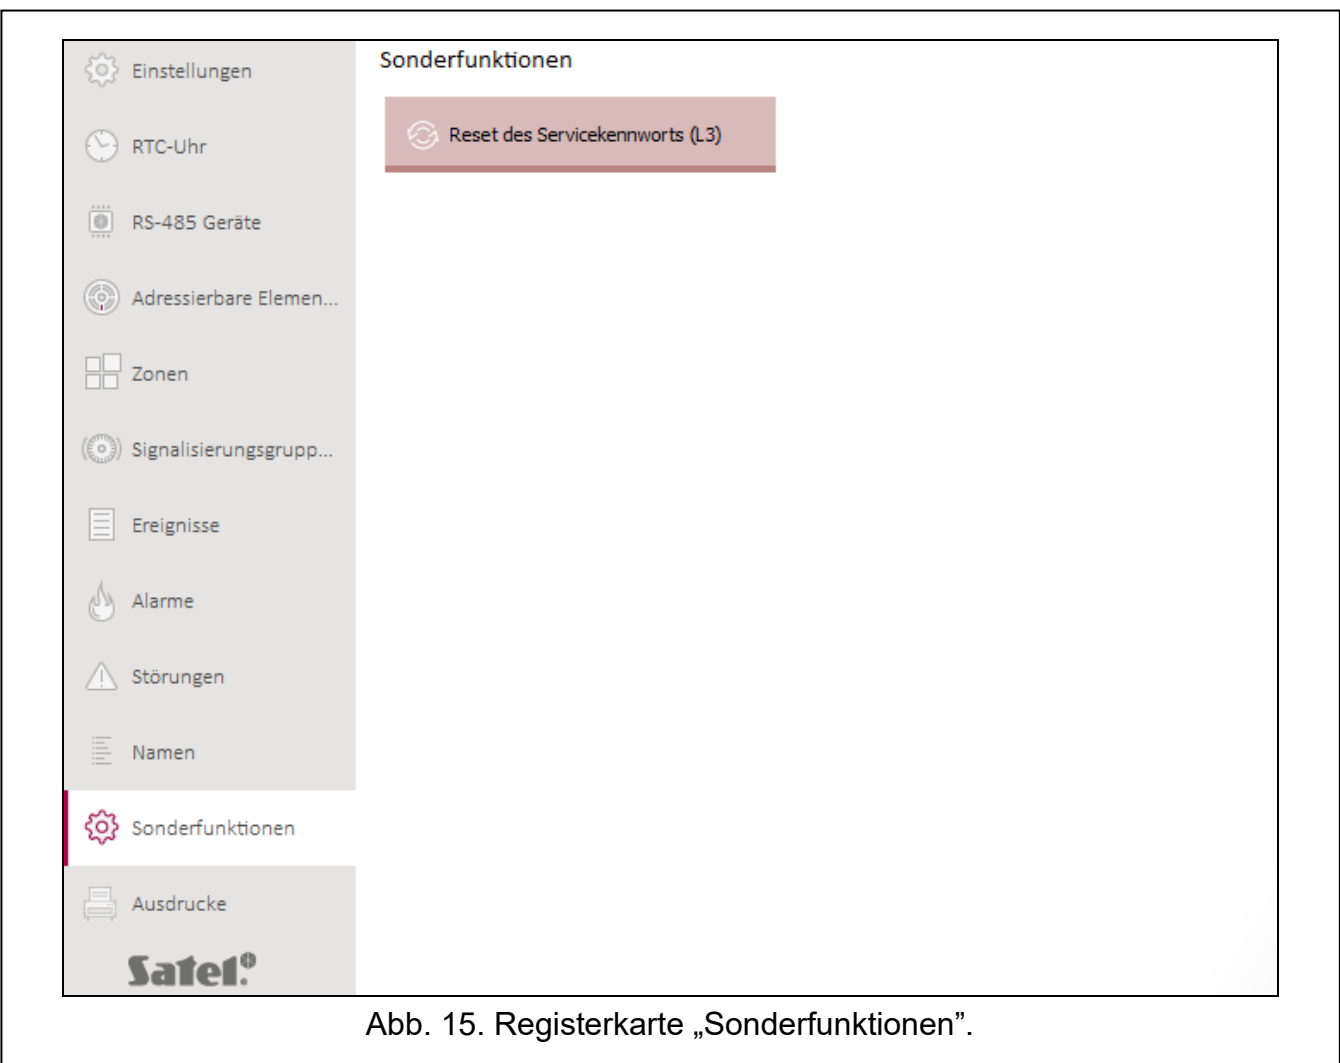 Einstellungen
RTC-Uhr
RS-485 Geräte
Adressierbare Elemen...
Zonen
Signalisierungsgrupp...
Ereignisse
Alarme
Störungen
Namen
Sonderfunktionen
Ausdrucke
Satel.®
Sonderfunktionen
Reset des Servicekennworts (L3)
Abb. 15. Registerkarte „Sonderfunktionen”.